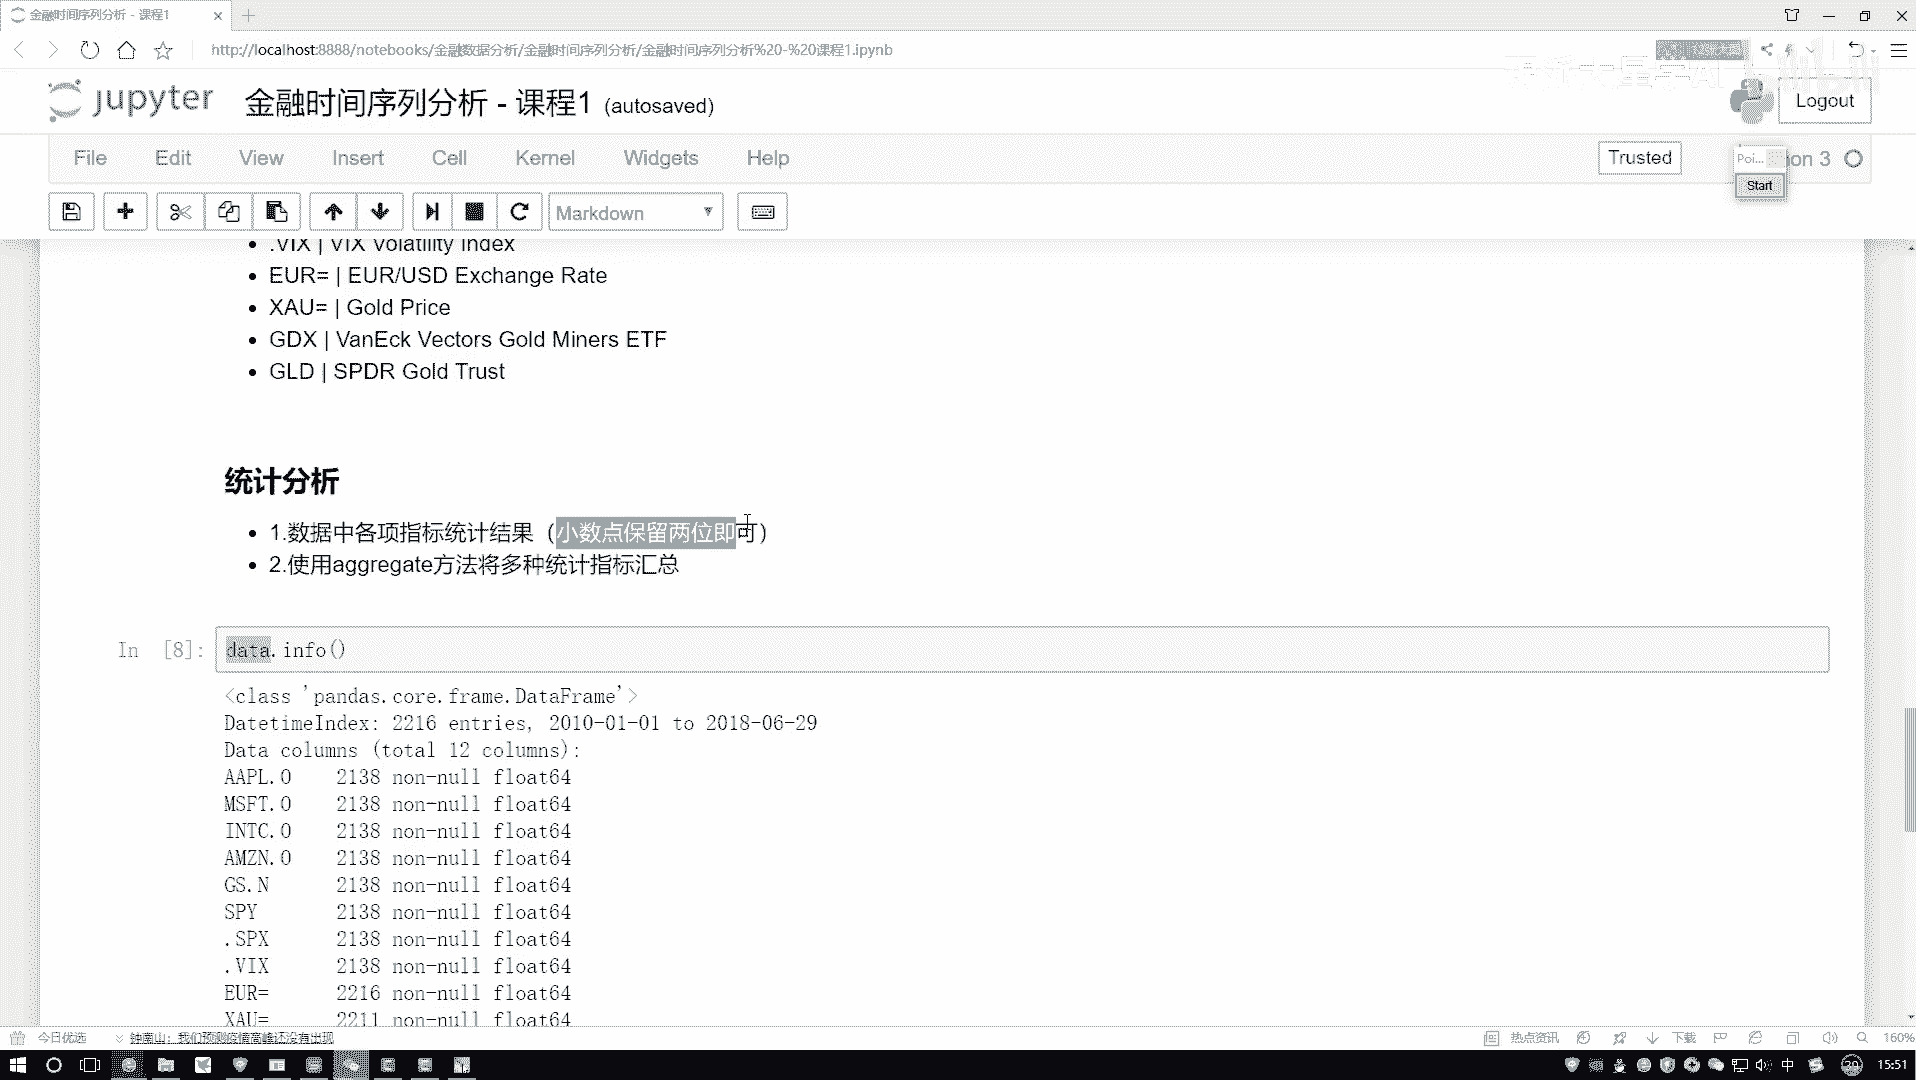 金融时间序列分析 - 课程1
http://localhost:8888/notebooks/金融数据分析/金融时间序列分析/金融时间序列分析%20-%20课程1.ipynb
jupyter 金融时间序列分析 - 课程1 (autosaved)
Logout
File Edit View Insert Cell Kernel Widgets Help
Trusted
Poi...
on 3
Start
Markdown
.VIX | VIX Volatility Index
EUR= | EUR/USD Exchange Rate
XAU= | Gold Price
GDX | VanEck Vectors Gold Miners ETF
GLD | SPDR Gold Trust
统计分析
1.数据中各项指标统计结果（小数点保留两位即可）
2.使用aggregate方法将多种统计指标汇总
In [8]: data.info()
<class 'pandas.core.frame.DataFrame'>
DatetimeIndex: 2216 entries, 2010-01-01 to 2018-06-29
Data columns (total 12 columns):
AAPL.O 2138 non-null float64
MSFT.O 2138 non-null float64
INTC.O 2138 non-null float64
AMZN.O 2138 non-null float64
GS.N 2138 non-null float64
SPY 2138 non-null float64
.SPX 2138 non-null float64
.VIX 2138 non-null float64
EUR= 2216 non-null float64
XAU= 2211 non-null float64
今日优选
钟南山：我们预测疫情高峰还没有出现
热点资讯
下载
160%
中
20
15:51